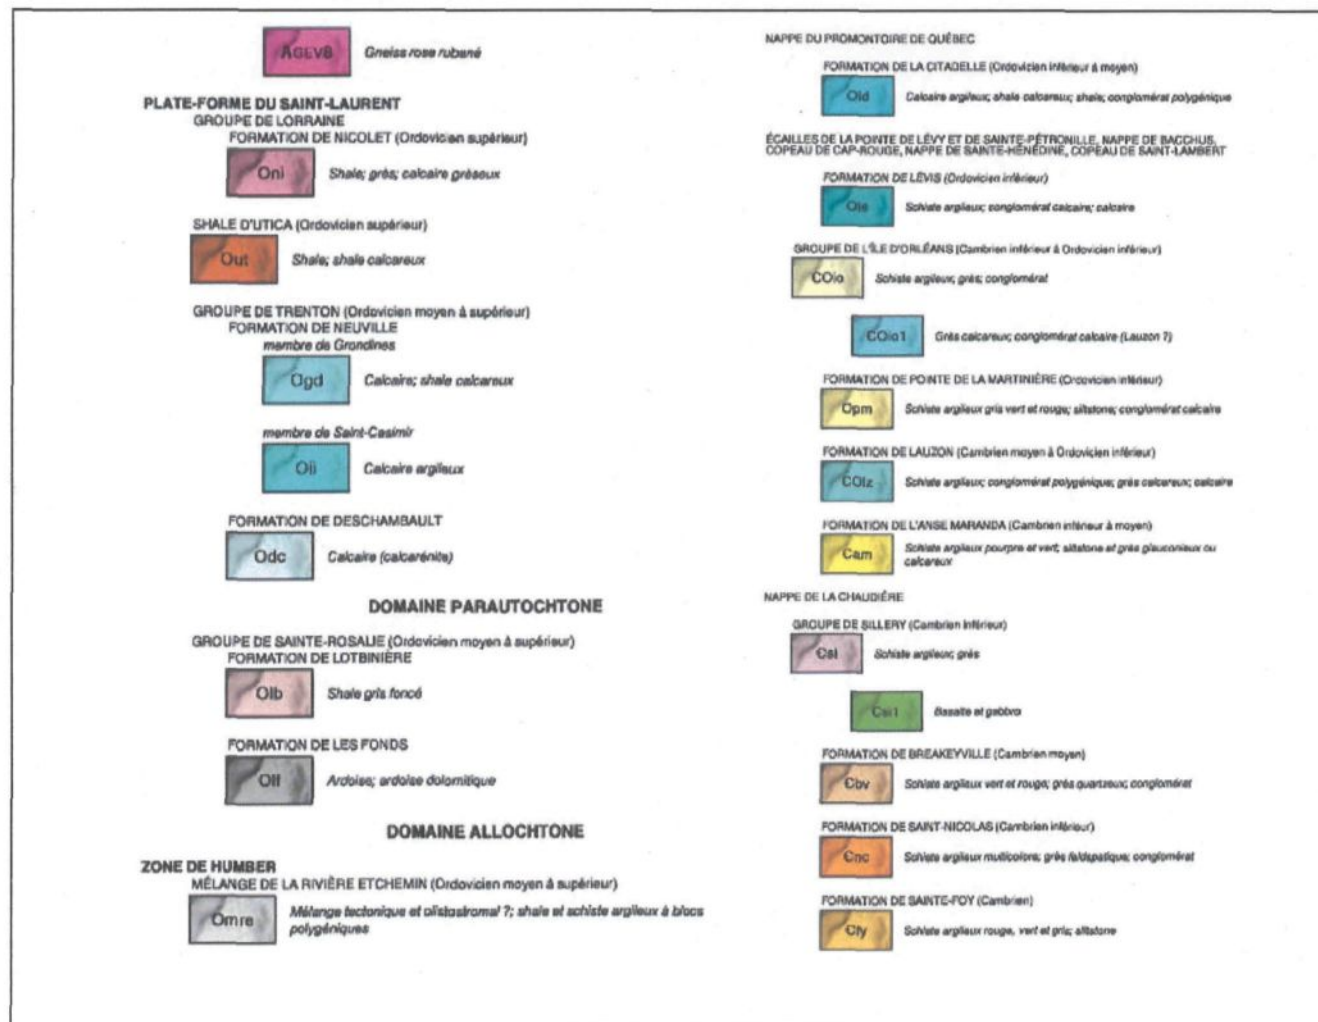 AGEV8
Gneiss rose rubané
PLATE-FORME DU SAINT-LAURENT
GROUPE DE LORRAINE
FORMATION DE NICOLET (Ordovicien supérieur)
Oni
Shale; grès; calcaire gréseux
SHALE D'UTICA (Ordovicien supérieur)
Out
Shale; shale calcareux
GROUPE DE TRENTON (Ordovicien moyen à supérieur)
FORMATION DE NEUVILLE
membre de Grondines
Ogd
Calcaire; shale calcareux
membre de Saint-Casimir
Calcaire argileux
FORMATION DE DESCHAMBAULT
Odc
Calcaire (calcarénite)
DOMAINE PARAUTOCHTONE
GROUPE DE SAINTE-ROSALIE (Ordovicien moyen à supérieur)
FORMATION DE LOTBINIÈRE
Olb
Shale gris foncé
FORMATION DE LES FONDS
Olf
Ardoise; ardoise dolomitique
DOMAINE ALLOCHTONE
ZONE DE HUMBER
MÉLANGE DE LA RIVIÈRE ETCHEMIN (Ordovicien moyen à supérieur)
Omre
Mélange tectonique et olistostromal ?; shale et schiste argileux à blocs
polygéniques
NAPPE DU PROMONTOIRE DE QUÉBEC
FORMATION DE LA CITADELLE (Ordovicien inférieur à moyen)
Old
Calcaire argileux; shale calcareux; shale; conglomérat polygénique
ÉCAILLES DE LA POINTE DE LÉVY ET DE SAINTE-PÉTRONILLE, NAPPE DE BACCHUS,
COPEAU DE CAP-ROUGE, NAPPE DE SAINTE-HÉNÉDINE, COPEAU DE SAINT-LAMBERT
FORMATION DE LÉVIS (Ordovicien inférieur)
Ole
Schiste argileux; conglomérat calcaire; calcaire
GROUPE DE L'ÎLE D'ORLÉANS (Cambrien inférieur à Ordovicien inférieur)
COio
Schiste argileux; grès; conglomérat
COio1
Grès calcareux; conglomérat calcaire (Lauzon ?)
FORMATION DE POINTE DE LA MARTINIÈRE (Ordovicien inférieur)
Opm
Schiste argileux gris vert et rouge; siltstone; conglomérat calcaire
FORMATION DE LAUZON (Cambrien moyen à Ordovicien inférieur)
COlz
Schiste argileux; conglomérat polygénique; grès calcareux; calcaire
FORMATION DE L'ANSE MARANDA (Cambrien inférieur à moyen)
Cam
Schiste argileux pourpre et vert; siltstone et grès glauconieux ou
calcareux
NAPPE DE LA CHAUDIÈRE
GROUPE DE SILLERY (Cambrien inférieur)
Csi
Schiste argileux; grès
Csi1
Basalte et gabbro
FORMATION DE BREAKEYVILLE (Cambrien moyen)
Cbv
Schiste argileux vert et rouge; grès quartzeux; conglomérat
FORMATION DE SAINT-NICOLAS (Cambrien inférieur)
Cnc
Schiste argileux multicolore; grès feldspatique; conglomérat
FORMATION DE SAINTE-FOY (Cambrien)
Cfy
Schiste argileux rouge, vert et gris; siltstone